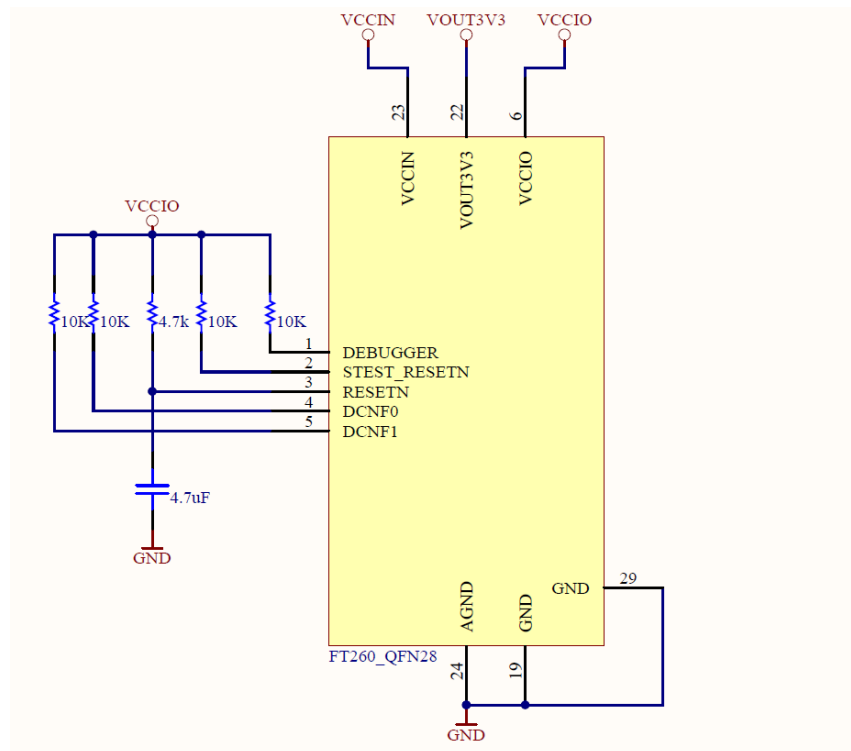 VCCIN VOUT3V3 VCCIO
23 22 6
VCCIN VOUT3V3 VCCIO
VCCIO
10K 10K 4.7k 10K 10K
1 DEBUGGER
2 STEST_RESETN
3 RESETN
4 DCNF0
5 DCNF1
4.7uF
GND
GND 29
AGND GND
FT260_QFN28
24 19
GND